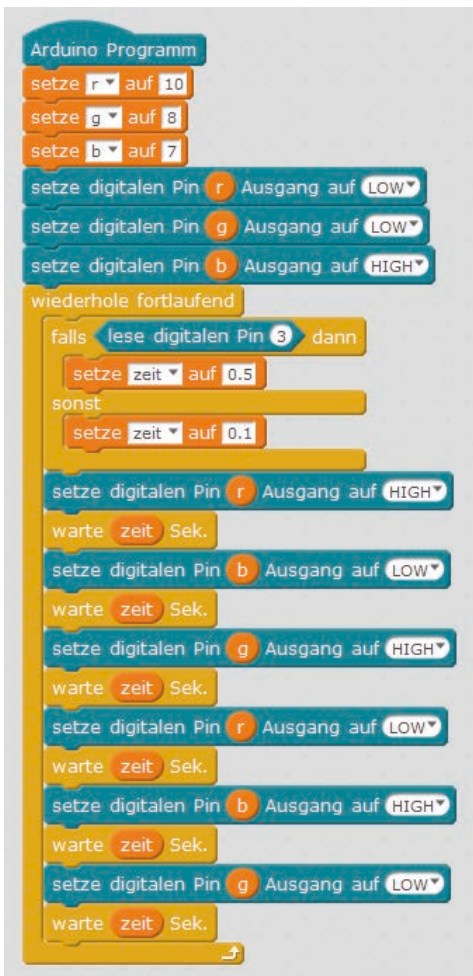 Arduino Programm
setze r auf 10
setze g auf 8
setze b auf 7
setze digitalen Pin r Ausgang auf LOW
setze digitalen Pin g Ausgang auf LOW
setze digitalen Pin b Ausgang auf HIGH
wiederhole fortlaufend
falls lese digitalen Pin 3 dann
setze zeit auf 0.5
sonst
setze zeit auf 0.1
setze digitalen Pin r Ausgang auf HIGH
warte zeit Sek.
setze digitalen Pin b Ausgang auf LOW
warte zeit Sek.
setze digitalen Pin g Ausgang auf HIGH
warte zeit Sek.
setze digitalen Pin r Ausgang auf LOW
warte zeit Sek.
setze digitalen Pin b Ausgang auf HIGH
warte zeit Sek.
setze digitalen Pin g Ausgang auf LOW
warte zeit Sek.